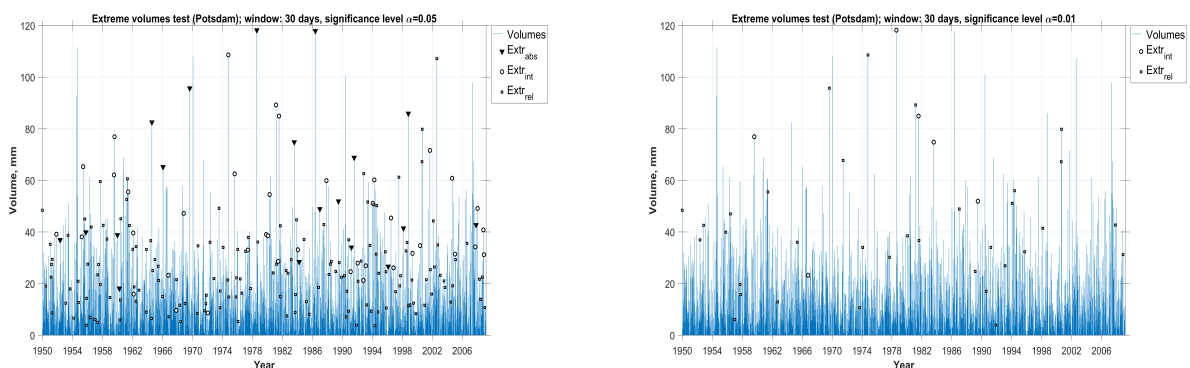 Extreme volumes test (Potsdam); window: 30 days, significance level α=0.05
Volume, mm
120
100
80
60
40
20
0
1950 1954 1958 1962 1966 1970 1974 1978 1982 1986 1990 1994 1998 2002 2006
Year
Volumes
Extr_abs
Extr_int
Extr_rel
Extreme volumes test (Potsdam); window: 30 days, significance level α=0.01
Volume, mm
120
100
80
60
40
20
0
1950 1954 1958 1962 1966 1970 1974 1978 1982 1986 1990 1994 1998 2002 2006
Year
Volumes
Extr_int
Extr_rel